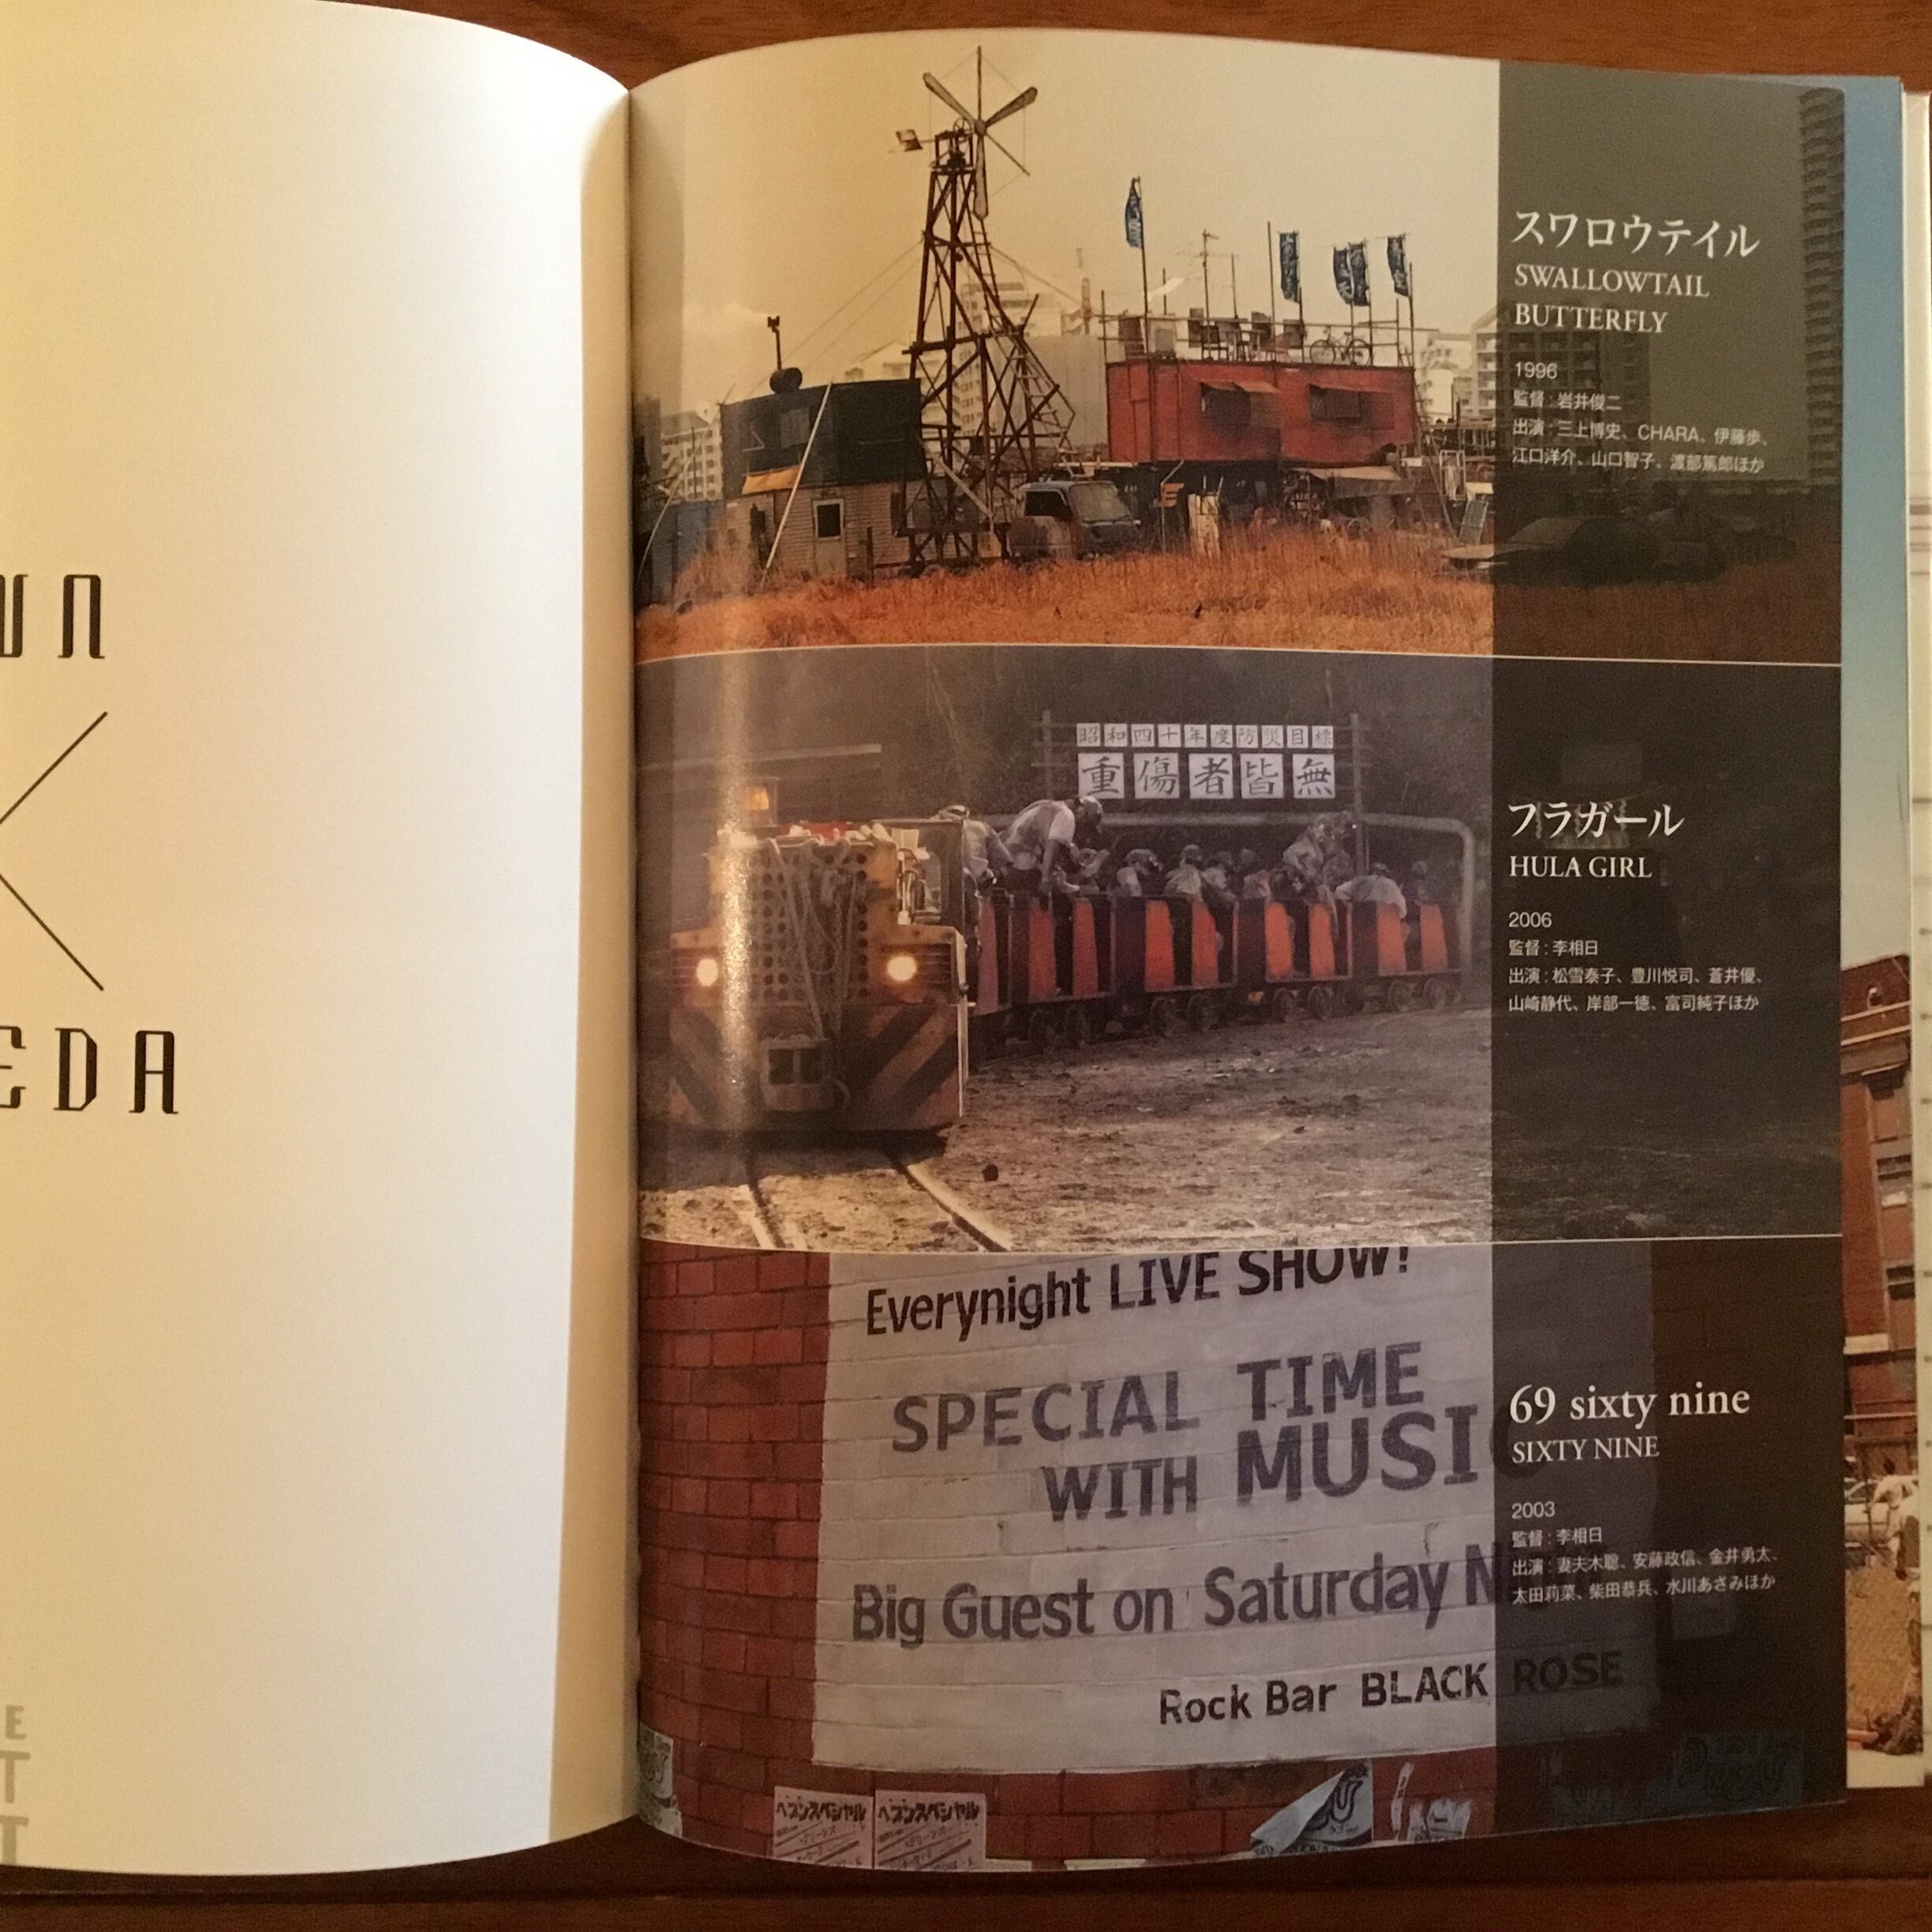 WN
EDA
E
T
T
スワロウテイル
SWALLOWTAIL
BUTTERFLY
1996
監督 : 岩井俊二
出演 : 三上博史、CHARA、伊藤歩、
江口洋介、山口智子、渡部篤郎ほか
昭和四十年度防災目標
重傷者皆無
フラガール
HULA GIRL
2006
監督 : 李相日
出演 : 松雪泰子、豊川悦司、蒼井優、
山崎静代、岸部一徳、富司純子ほか
Everynight LIVE SHOW!
SPECIAL TIME
WITH MUSIC
Big Guest on Saturday
Rock Bar BLACK ROSE
69 sixty nine
SIXTY NINE
2003
監督 : 李相日
出演 : 妻夫木聡、安藤政信、金井勇太、
太田莉菜、柴田恭兵、水川あさみほか
ヘブンスペシャル
ヘブンスペシャル